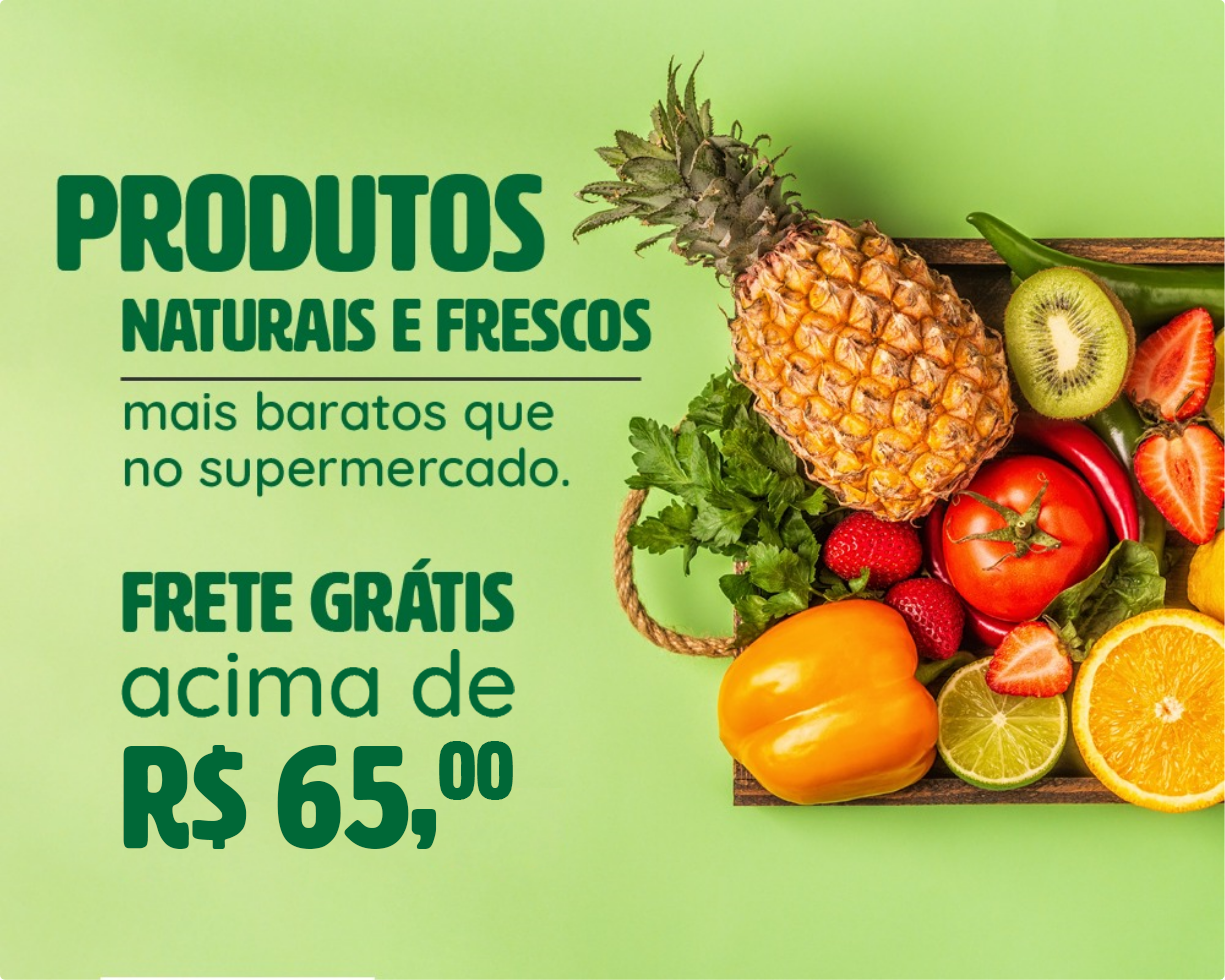 PRODUTOS
NATURAIS E FRESCOS
mais baratos que
no supermercado.
FRETE GRÁTIS
acima de
R$ 65,00